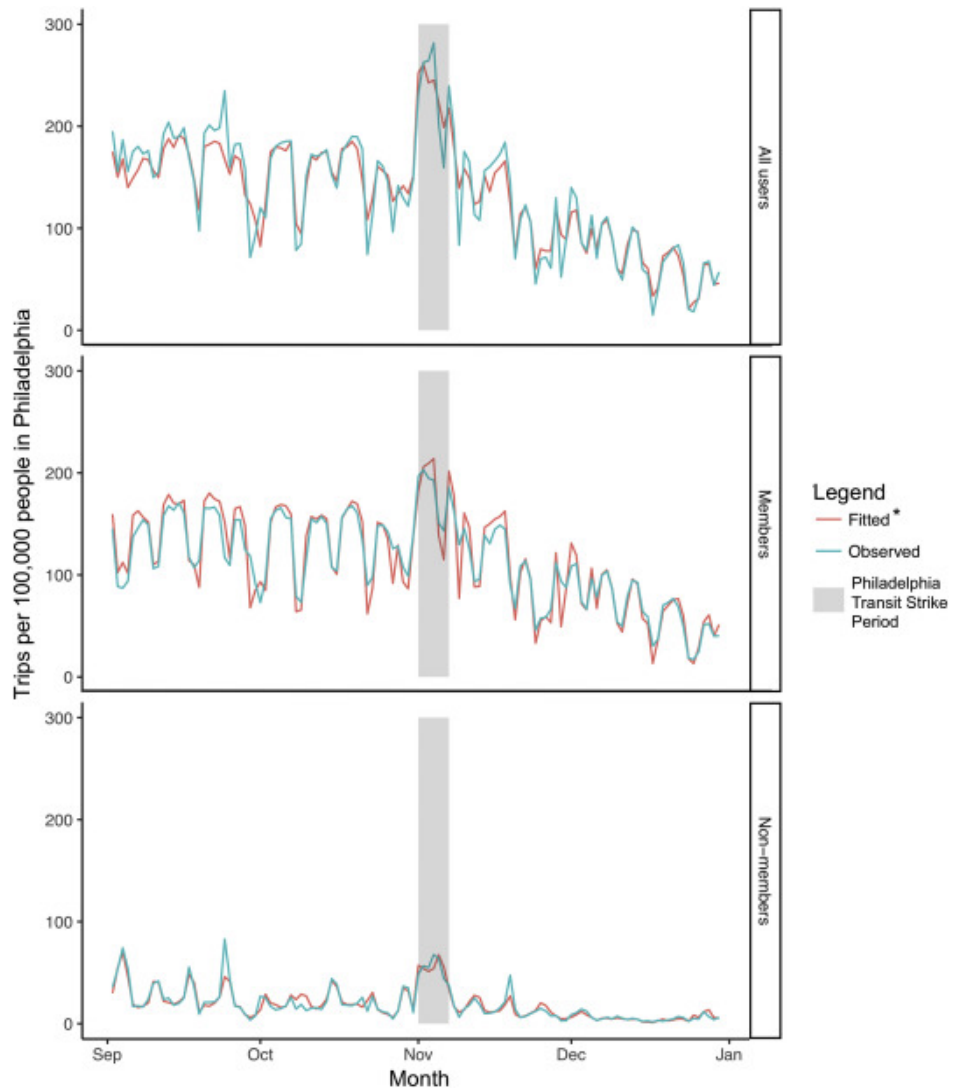 Trips per 100,000 people in Philadelphia
300
200
100
0
All users
300
200
100
0
Members
300
200
100
0
Non-members
Sep
Oct
Nov
Dec
Jan
Month
Legend
Fitted *
Observed
Philadelphia
Transit Strike
Period